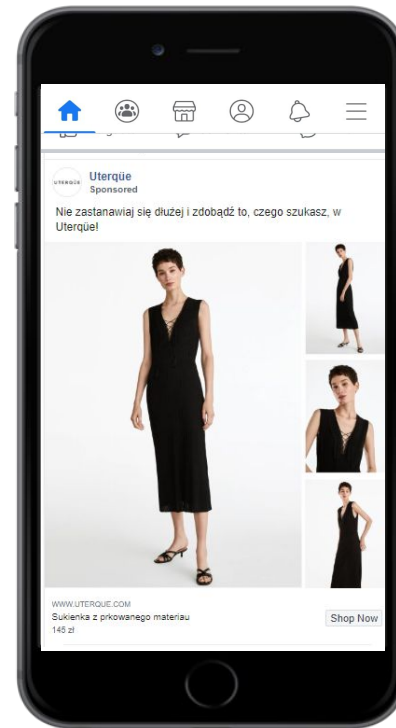 UTERQÜE
Uterqüe
Sponsored
Nie zastanawiaj się dłużej i zdobądź to, czego szukasz, w
Uterqüe!
WWW.UTERQUE.COM
Sukienka z prkowanego materiau
145 zł
Shop Now